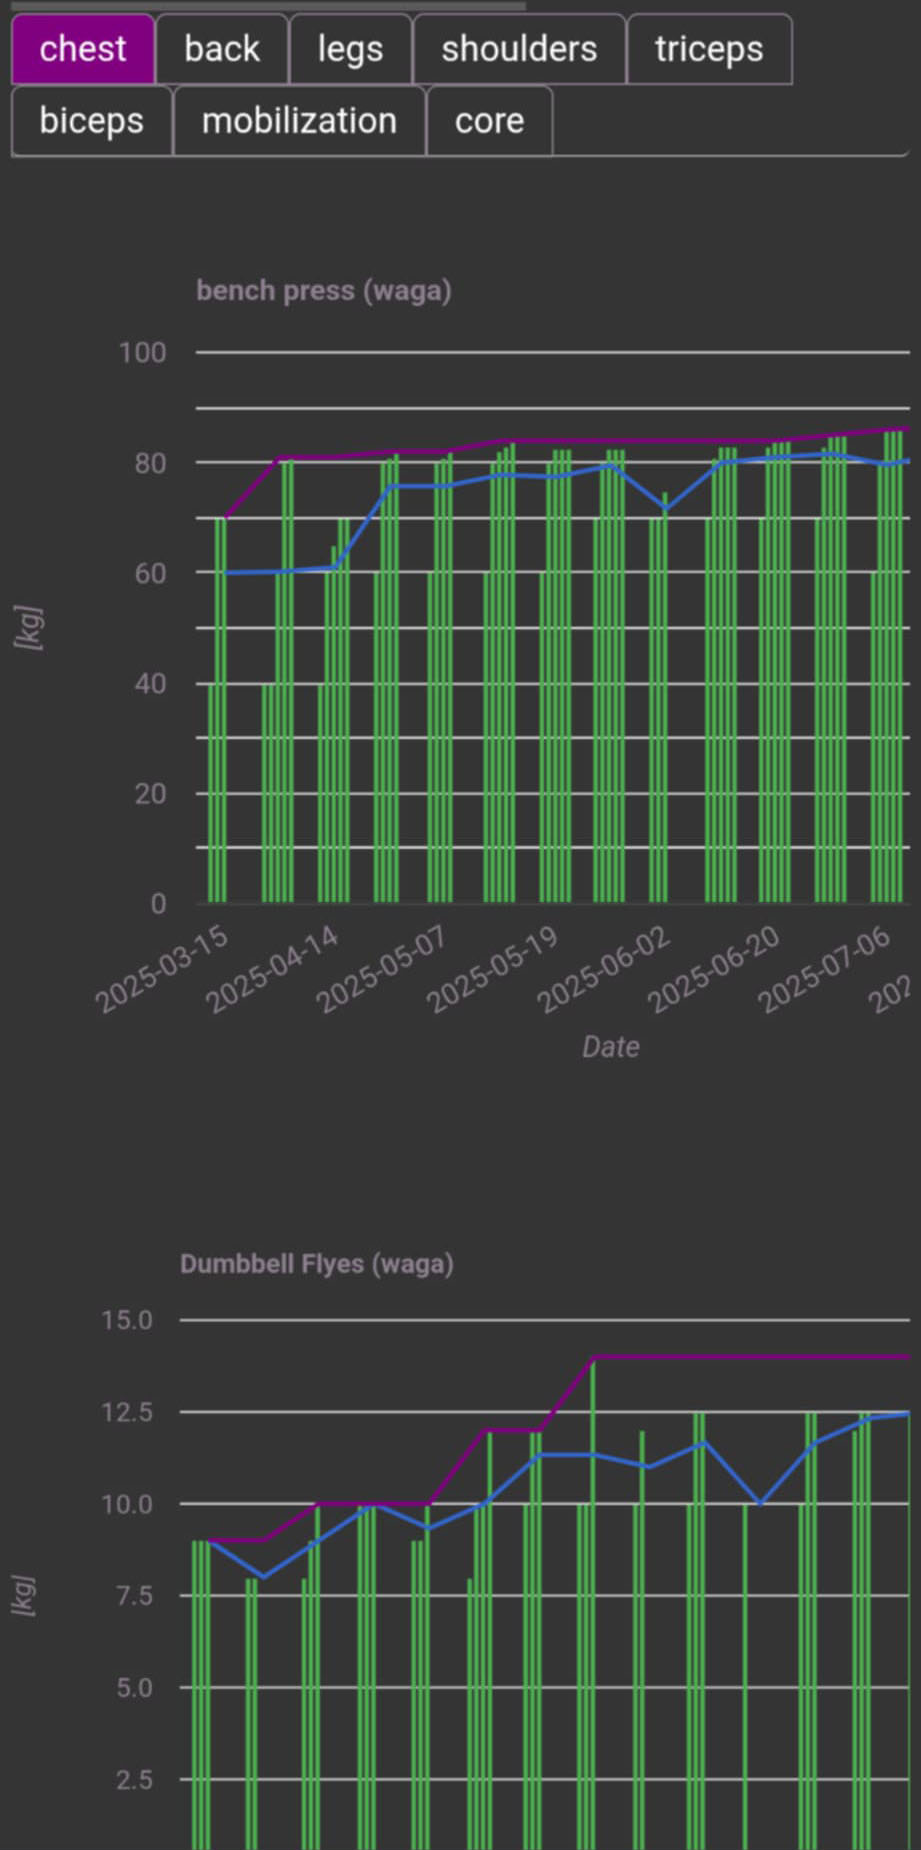 chest back legs shoulders triceps
biceps mobilization core
bench press (waga)
100
80
60
40
20
0
[kg]
2025-03-15 2025-04-14 2025-05-07 2025-05-19 2025-06-02 2025-06-20 2025-07-06 202
Date
Dumbbell Flyes (waga)
15.0
12.5
10.0
7.5
5.0
2.5
[kg]